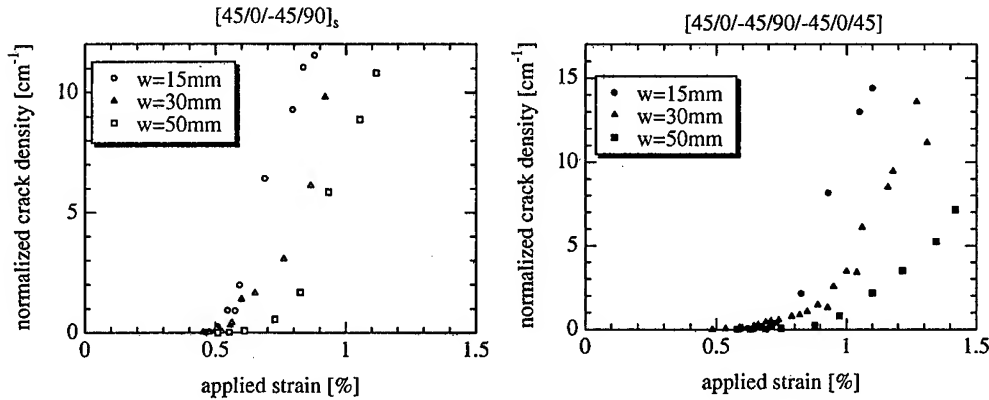 [45/0/-45/90]s
normalized crack density [cm-1]
10
5
0
w=15mm
w=30mm
w=50mm
0
0.5
1
1.5
applied strain [%]
[45/0/-45/90/-45/0/45]
normalized crack density [cm-1]
15
10
5
0
w=15mm
w=30mm
w=50mm
0
0.5
1
1.5
applied strain [%]